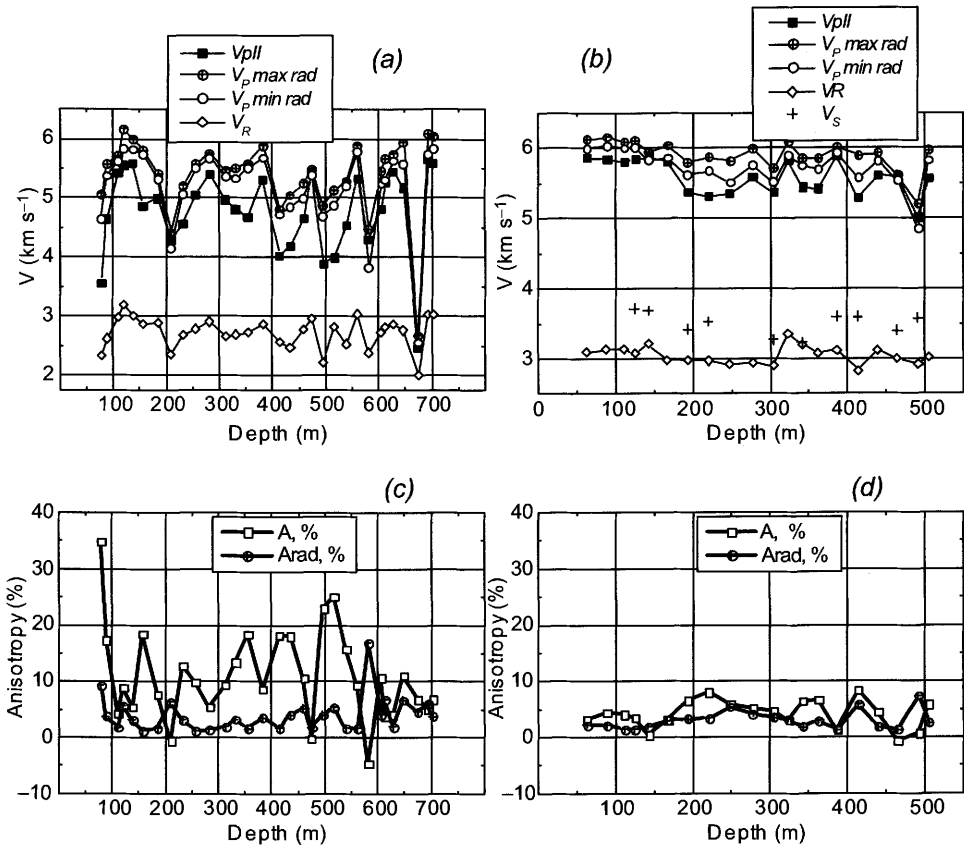 (a)
VpII
VP max rad
VP min rad
VR
V (km s−1)
6
5
4
3
2
100 200 300 400 500 600 700
Depth (m)
(b)
VpII
VP max rad
VP min rad
VR
VS
V (km s−1)
7
6
5
4
3
0 100 200 300 400 500
Depth (m)
(c)
A, %
Arad, %
Anisotropy (%)
40
30
20
10
0
−10
100 200 300 400 500 600 700
Depth (m)
(d)
A, %
Arad, %
Anisotropy (%)
40
30
20
10
0
−10
100 200 300 400 500
Depth (m)